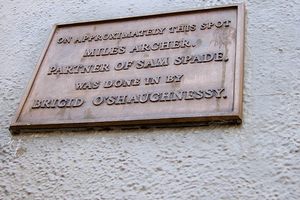 ON APPROXIMATELY THIS SPOT
MILES ARCHER,
PARTNER OF SAM SPADE,
WAS DONE IN BY
BRIGID O'SHAUGHNESSY.